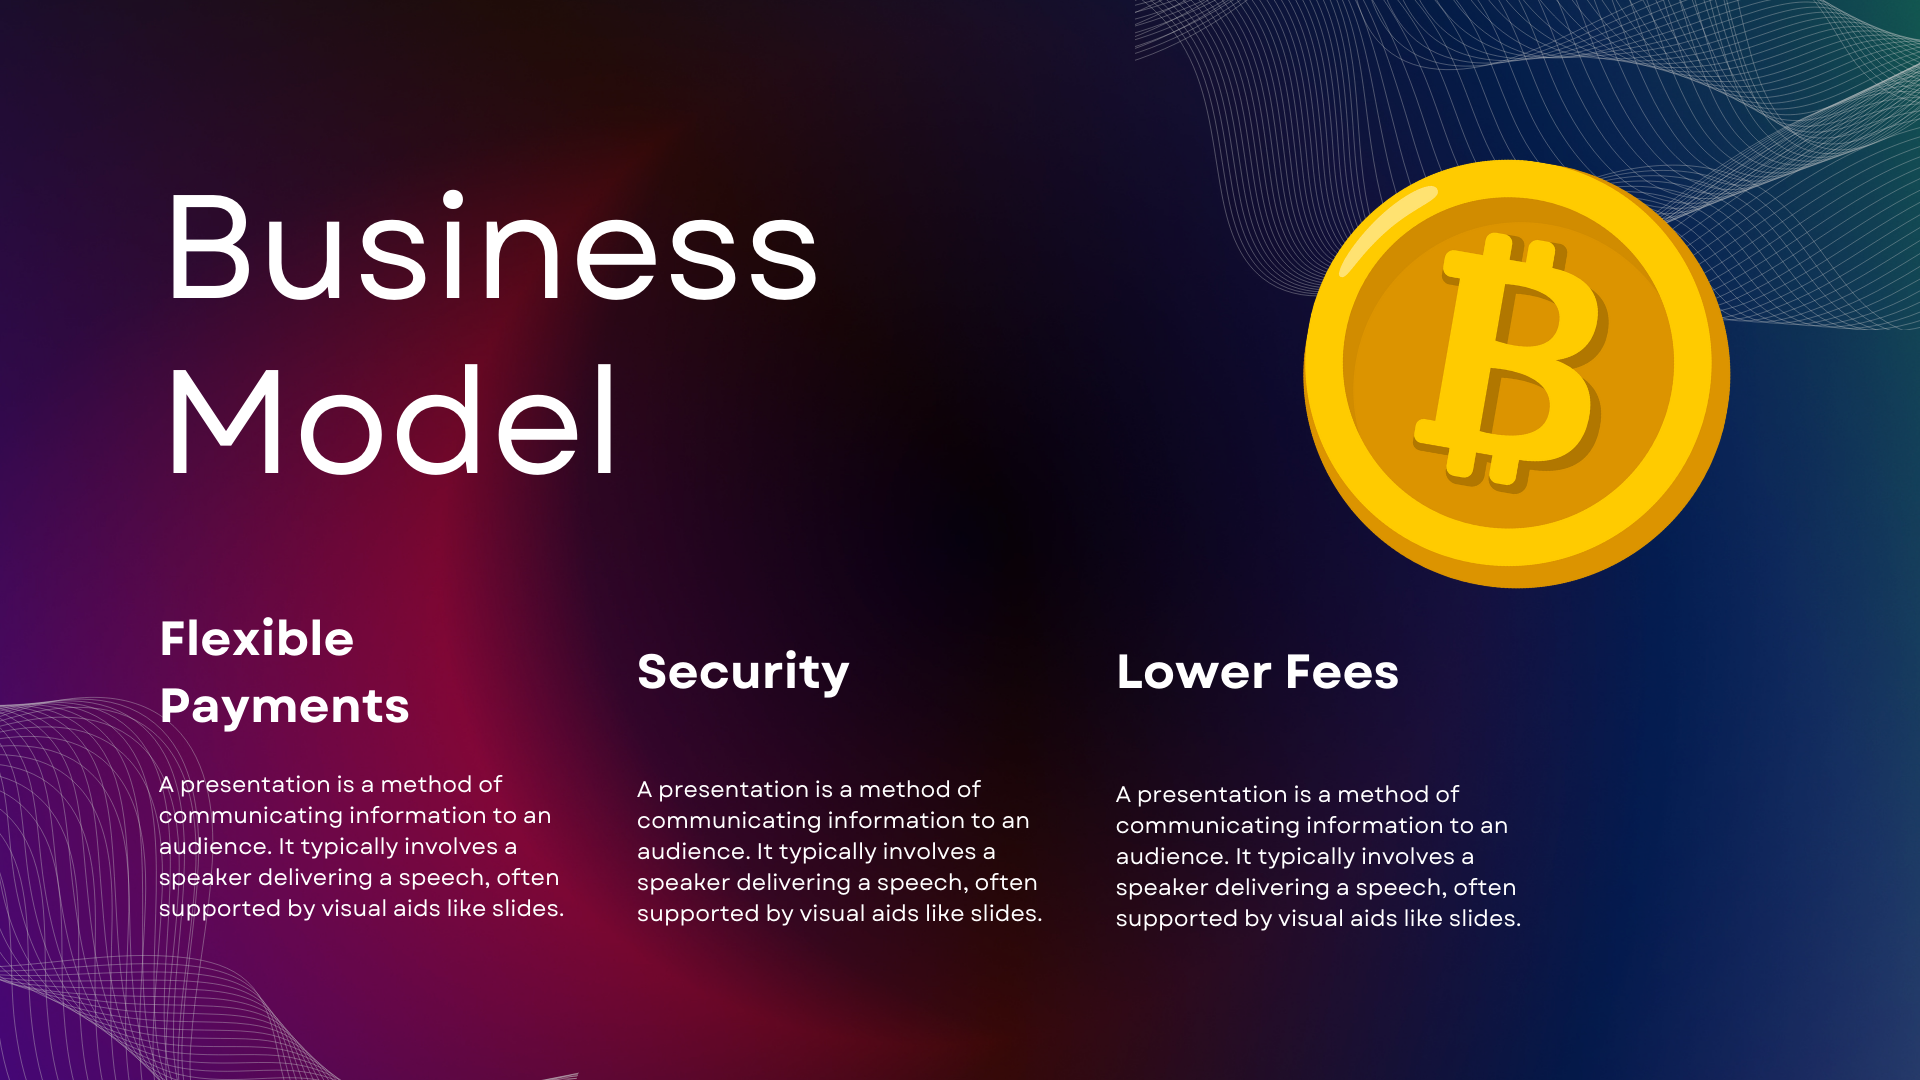 Business
Model
Flexible
Payments
A presentation is a method of
communicating information to an
audience. It typically involves a
speaker delivering a speech, often
supported by visual aids like slides.
Security
A presentation is a method of
communicating information to an
audience. It typically involves a
speaker delivering a speech, often
supported by visual aids like slides.
Lower Fees
A presentation is a method of
communicating information to an
audience. It typically involves a
speaker delivering a speech, often
supported by visual aids like slides.